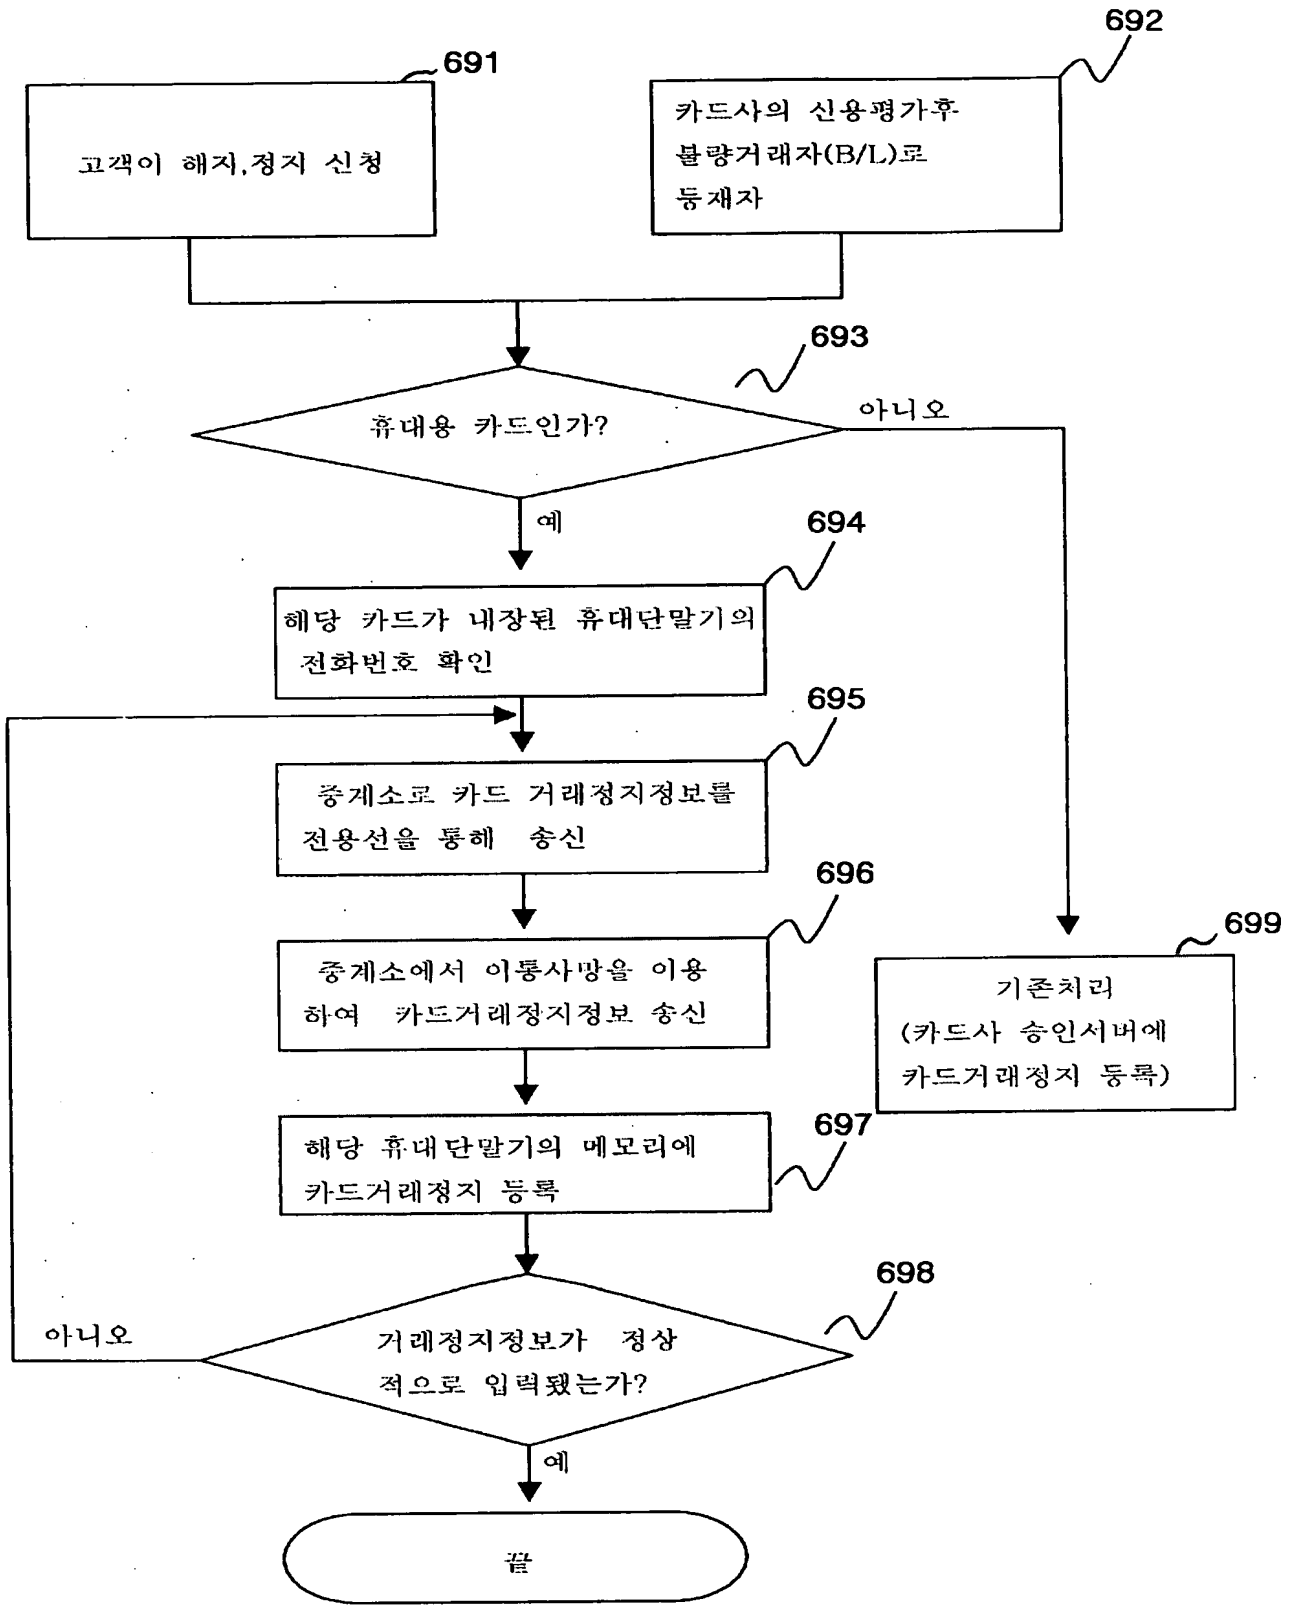 691
고객이 해지,정지 신청
692
카드사의 신용평가후
불량거래자(B/L)로
등재자
693
휴대용 카드인가?
아니오
예
694
해당 카드가 내장된 휴대단말기의
전화번호 확인
695
중계소로 카드 거래정지정보를
전용선을 통해 송신
696
중계소에서 이통사망을 이용
하여 카드거래정지정보 송신
699
기존처리
(카드사 승인서버에
카드거래정지 등록)
697
해당 휴대단말기의 메모리에
카드거래정지 등록
698
거래정지정보가 정상
적으로 입력됐는가?
아니오
예
끝